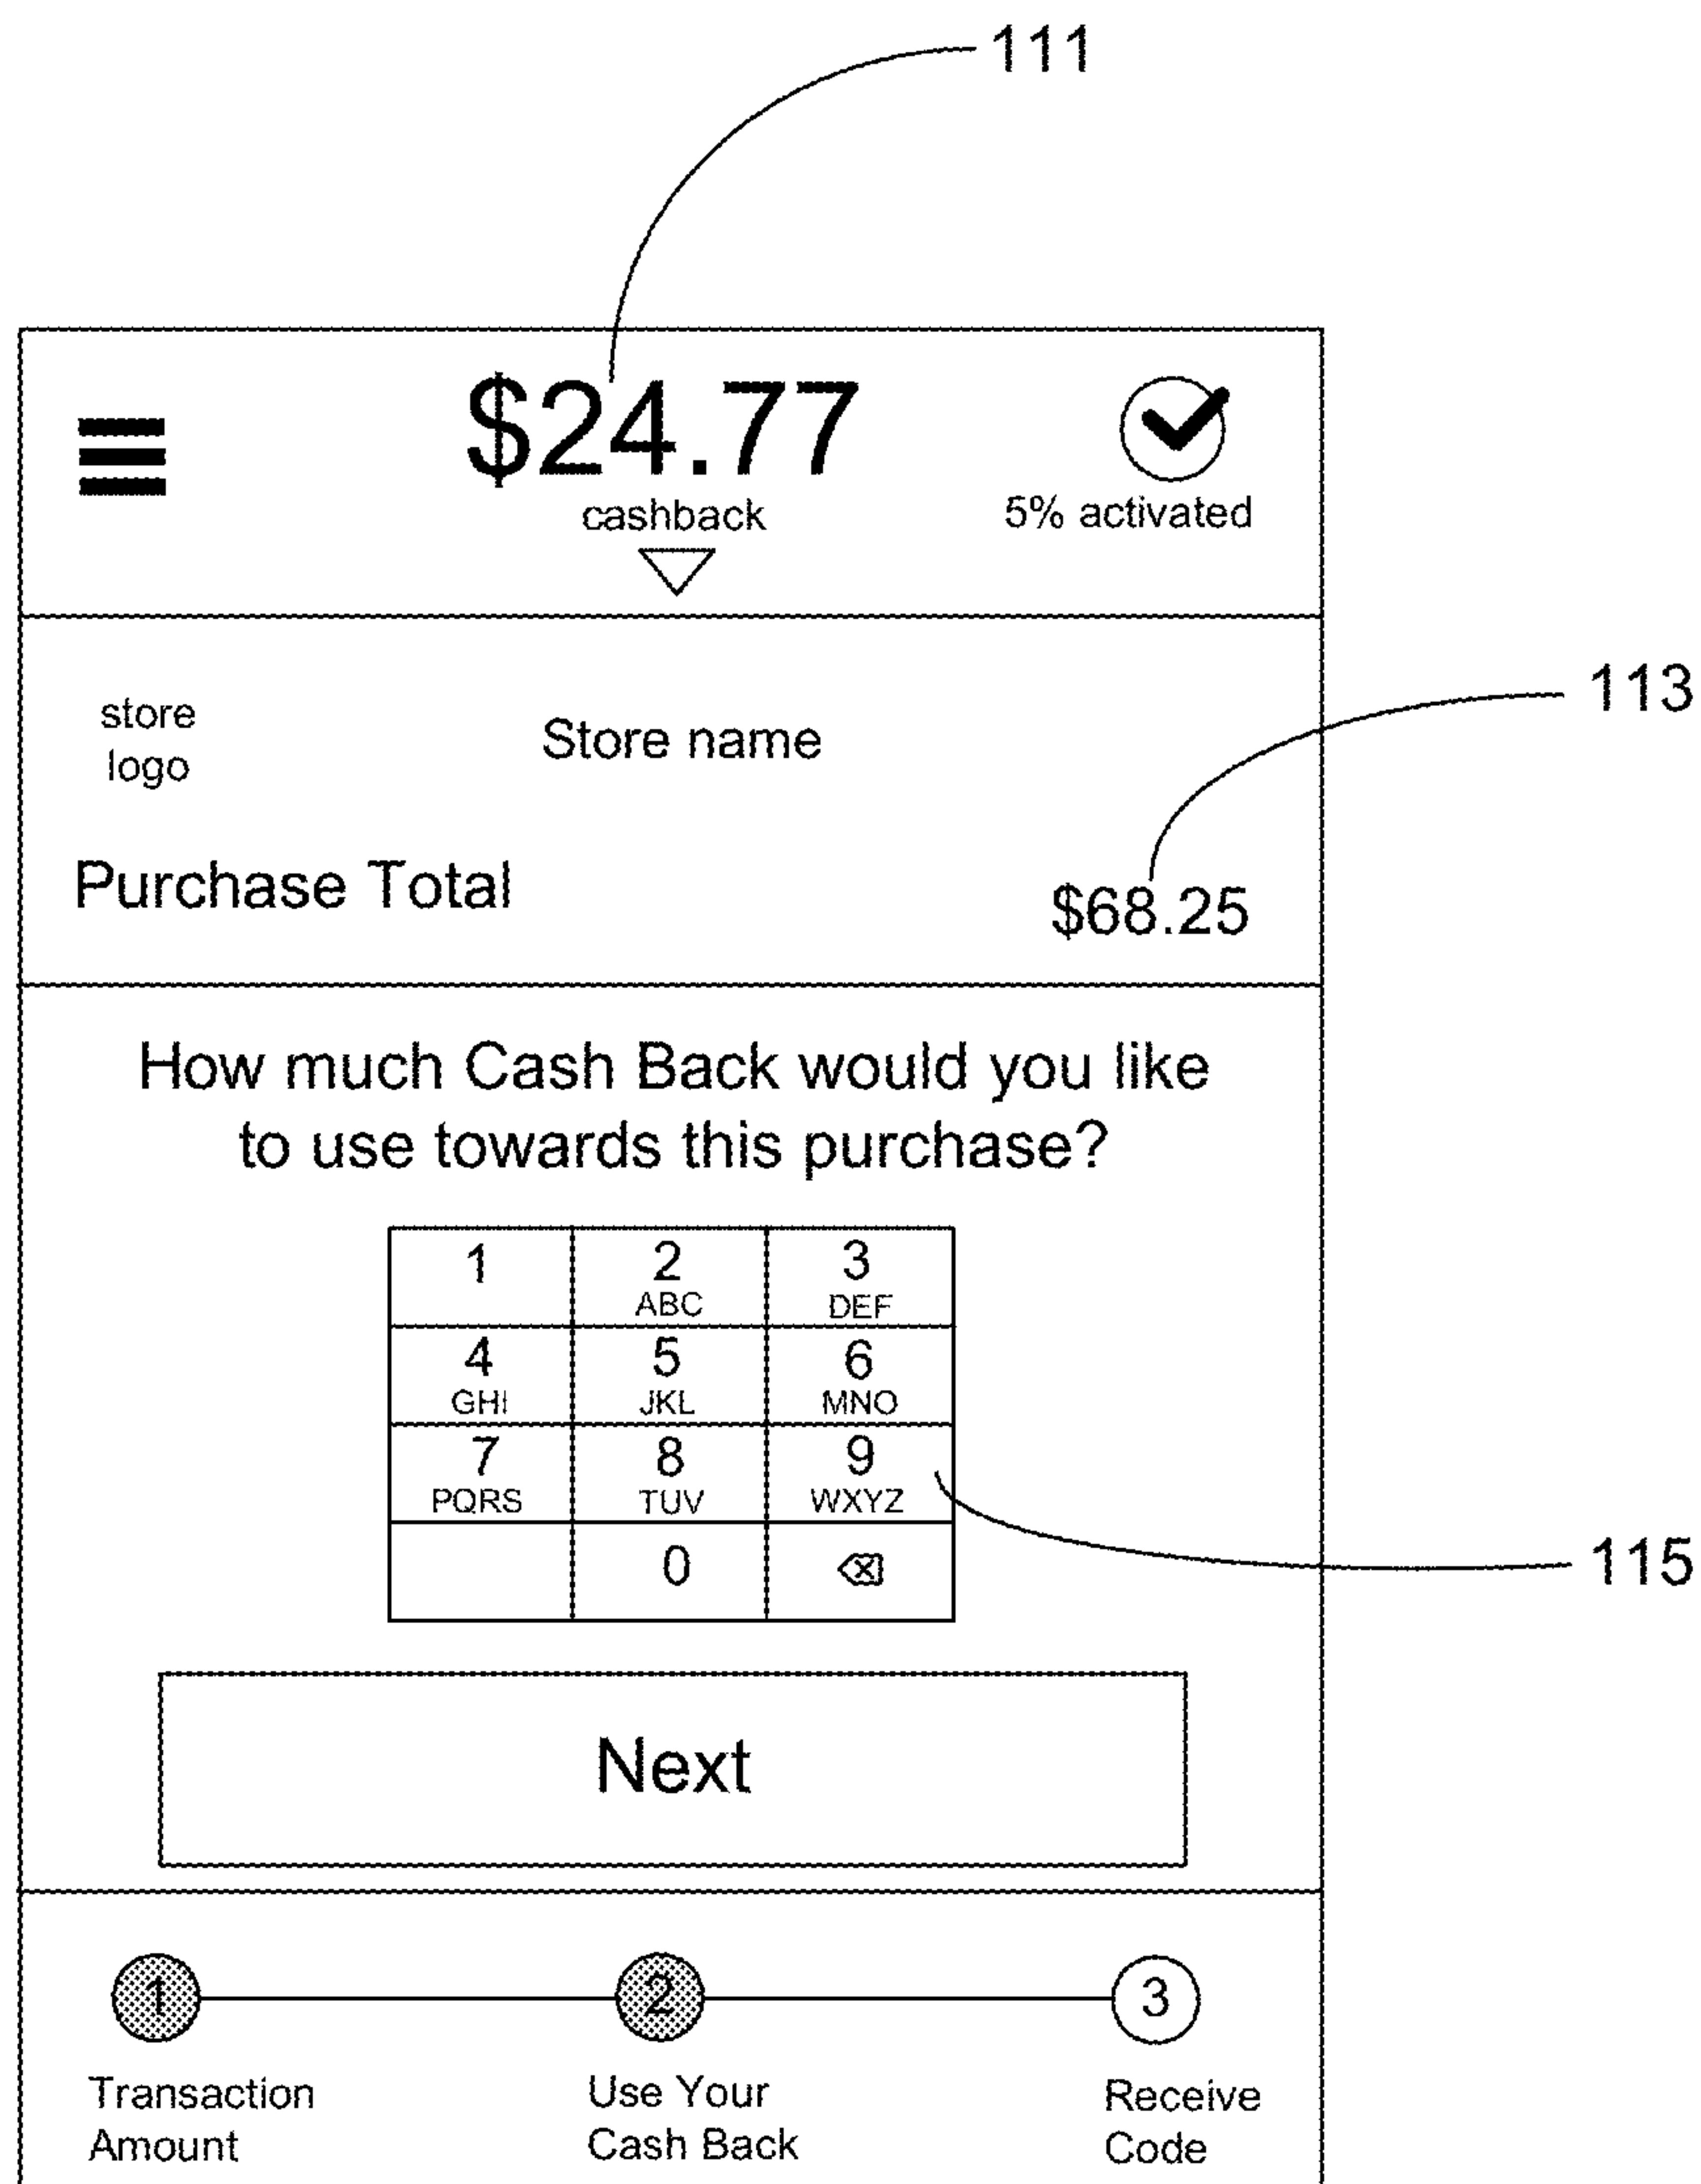 111
$24.77
cashback
5% activated
113
store
logo
Store name
Purchase Total
$68.25
How much Cash Back would you like
to use towards this purchase?
1 2 3
ABC DEF
4 5 6
GHI JKL MNO
7 8 9
PQRS TUV WXYZ
0 x
115
Next
1 2 3
Transaction
Amount
Use Your
Cash Back
Receive
Code